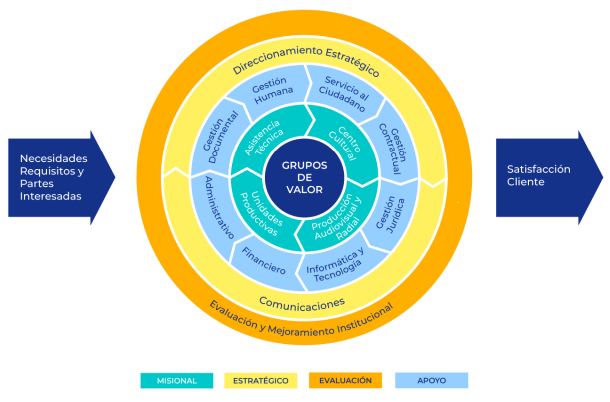 Necesidades
Requisitos y
Partes
Interesadas
Direccionamiento Estratégico
Gestión
Humana
Servicio al
Ciudadano
Gestión
Documental
Gestión
Contractual
Asistencia
Técnica
Centro
Cultural
GRUPOS
DE
VALOR
Unidades
Productivas
Producción
Audiovisual y
Radial
Administrativo
Gestión
Jurídica
Financiero
Informática y
Tecnología
Comunicaciones
Evaluación y Mejoramiento Institucional
Satisfacción
Cliente
MISIONAL
ESTRATÉGICO
EVALUACIÓN
APOYO